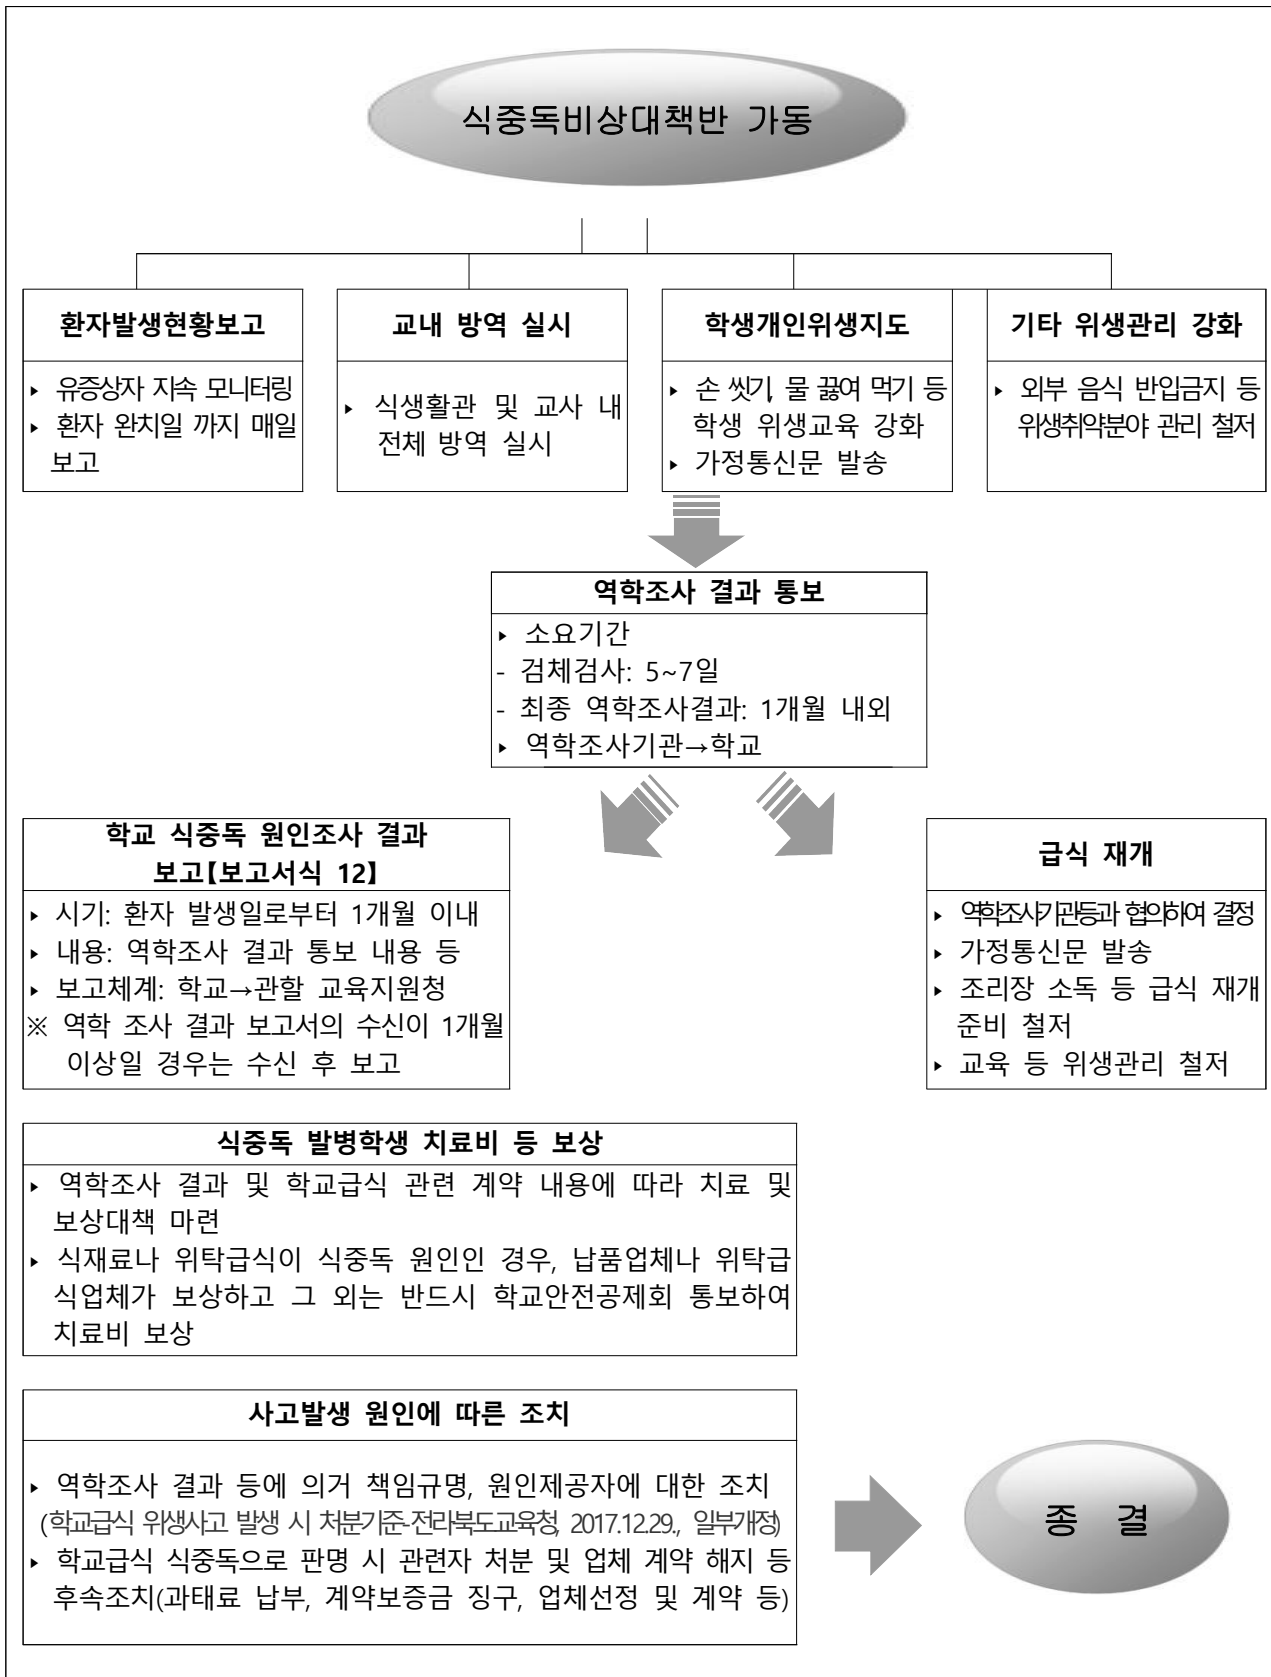 식중독비상대책반 가동
환자발생현황보고
▸ 유증상자 지속 모니터링
▸ 환자 완치일 까지 매일
보고
교내 방역 실시
▸ 식생활관 및 교사 내
전체 방역 실시
학생개인위생지도
▸ 손 씻기, 물 끓여 먹기 등
학생 위생교육 강화
▸ 가정통신문 발송
기타 위생관리 강화
▸ 외부 음식 반입금지 등
위생취약분야 관리 철저
역학조사 결과 통보
▸ 소요기간
- 검체검사: 5~7일
- 최종 역학조사결과: 1개월 내외
▸ 역학조사기관→학교
학교 식중독 원인조사 결과
보고【보고서식 12】
▸ 시기: 환자 발생일로부터 1개월 이내
▸ 내용: 역학조사 결과 통보 내용 등
▸ 보고체계: 학교→관할 교육지원청
※ 역학 조사 결과 보고서의 수신이 1개월
이상일 경우는 수신 후 보고
급식 재개
▸ 역학조사기관등과 협의하여 결정
▸ 가정통신문 발송
▸ 조리장 소독 등 급식 재개
준비 철저
▸ 교육 등 위생관리 철저
식중독 발병학생 치료비 등 보상
▸ 역학조사 결과 및 학교급식 관련 계약 내용에 따라 치료 및
보상대책 마련
▸ 식재료나 위탁급식이 식중독 원인인 경우, 납품업체나 위탁급
식업체가 보상하고 그 외는 반드시 학교안전공제회 통보하여
치료비 보상
사고발생 원인에 따른 조치
▸ 역학조사 결과 등에 의거 책임규명, 원인제공자에 대한 조치
(학교급식 위생사고 발생 시 처분기준-전라북도교육청, 2017.12.29., 일부개정)
▸ 학교급식 식중독으로 판명 시 관련자 처분 및 업체 계약 해지 등
후속조치(과태료 납부, 계약보증금 징구, 업체선정 및 계약 등)
종 결